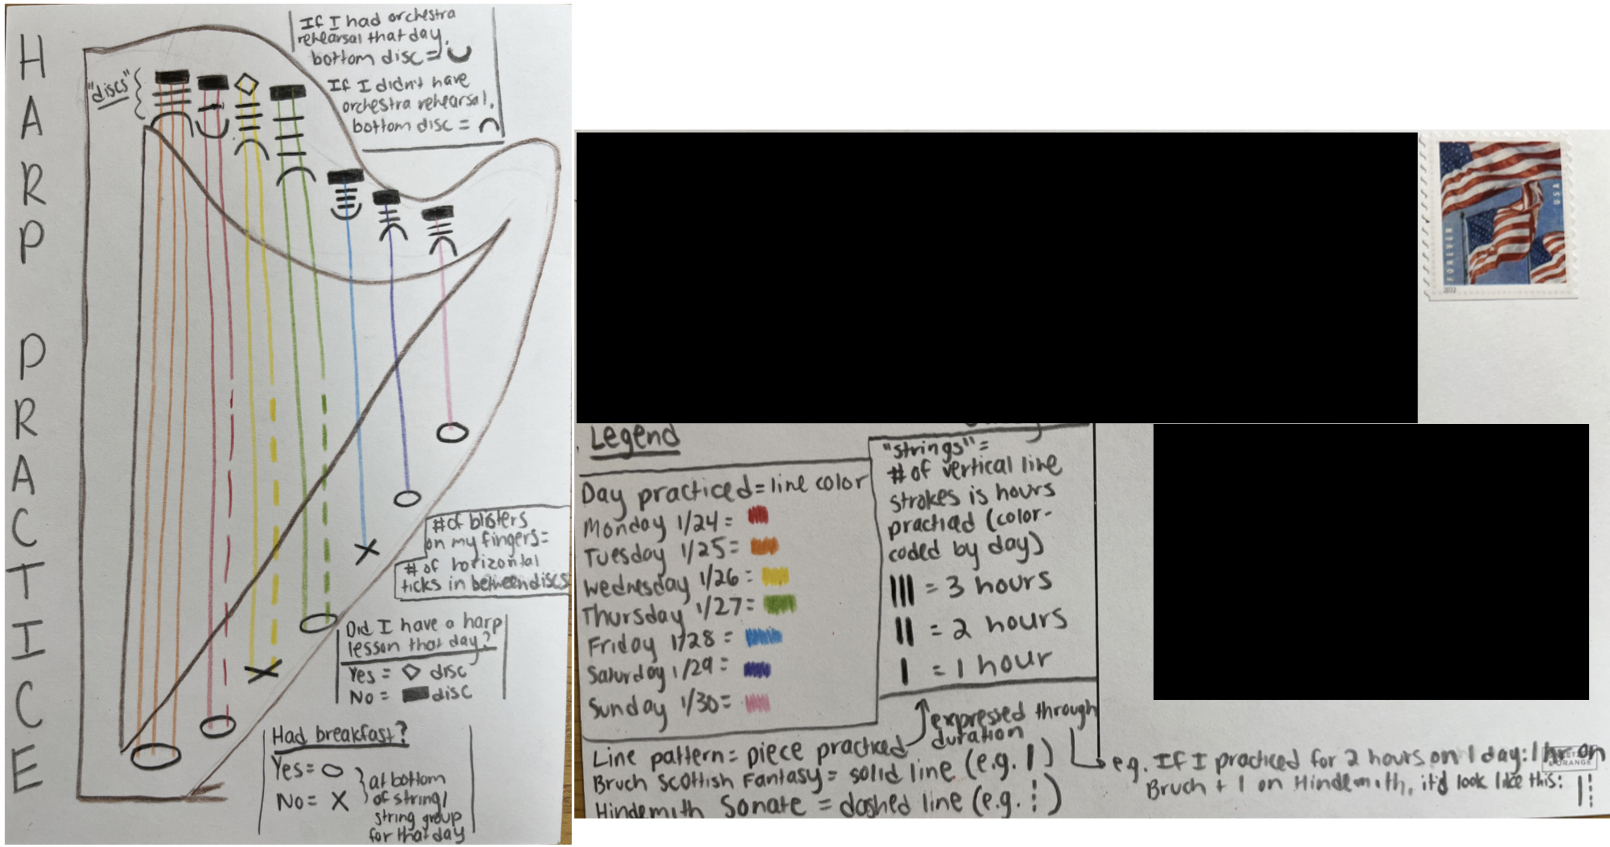 HARP PRACTICE
If I had orchestra
rehearsal that day,
bottom disc =
If I didn't have
orchestra rehearsal,
bottom disc =
"discs"
# of blisters
on my fingers =
# of horizontal
ticks in between discs
Did I have a harp
lesson that day?
Yes = disc
No = disc
Had breakfast?
Yes = O
No = X
at bottom
of string/
string group
for that day
FOREVER
USA
2022
Legend
Day practiced = line color
Monday 1/24 =
Tuesday 1/25 =
Wednesday 1/26 =
Thursday 1/27 =
Friday 1/28 =
Saturday 1/29 =
Sunday 1/30 =
"strings" =
# of vertical line
strokes is hours
practied (color-
coded by day)
||| = 3 hours
|| = 2 hours
| = 1 hour
expressed through
duration
Line pattern = piece practiced
Bruch Scottish Fantasy = solid line (e.g. |)
Hindemith Sonate = dashed line (e.g. ¦)
e.g. If I practiced for 2 hours on 1 day: 1 hr on
Bruch + 1 on Hindemith, it'd look like this: |¦